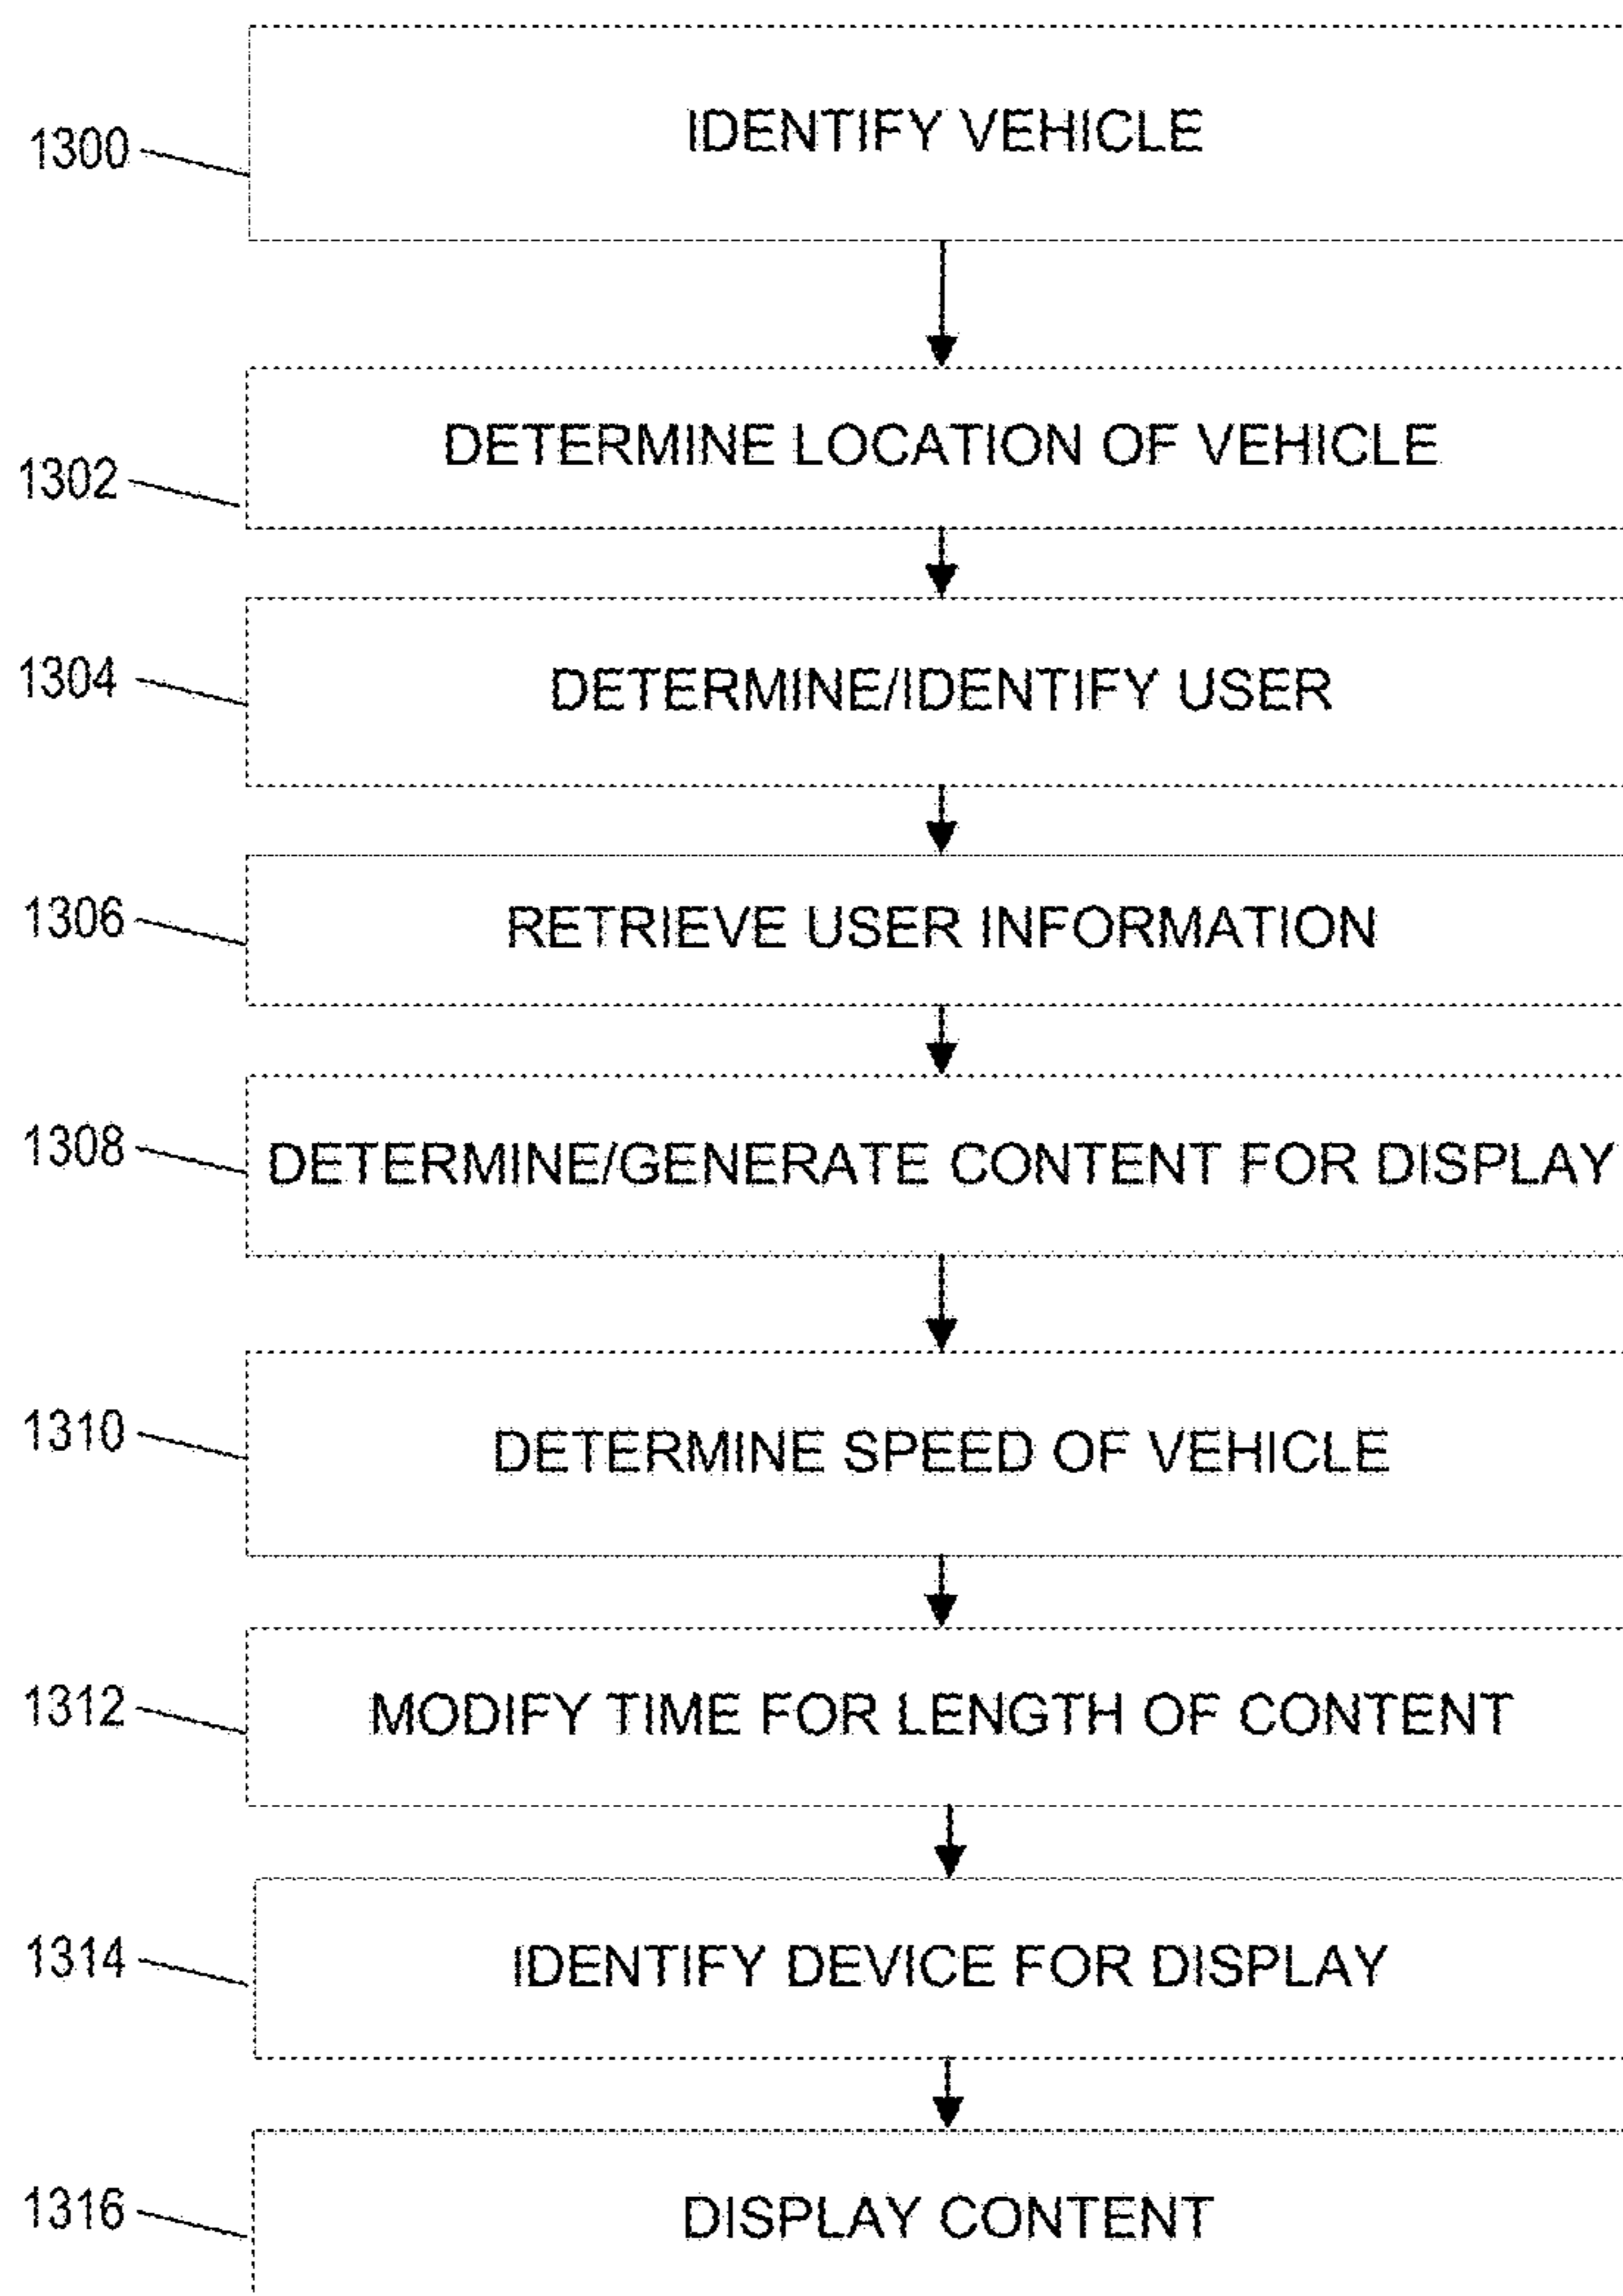 IDENTIFY VEHICLE
1300
DETERMINE LOCATION OF VEHICLE
1302
DETERMINE/IDENTIFY USER
1304
RETRIEVE USER INFORMATION
1306
DETERMINE/GENERATE CONTENT FOR DISPLAY
1308
DETERMINE SPEED OF VEHICLE
1310
MODIFY TIME FOR LENGTH OF CONTENT
1312
IDENTIFY DEVICE FOR DISPLAY
1314
DISPLAY CONTENT
1316